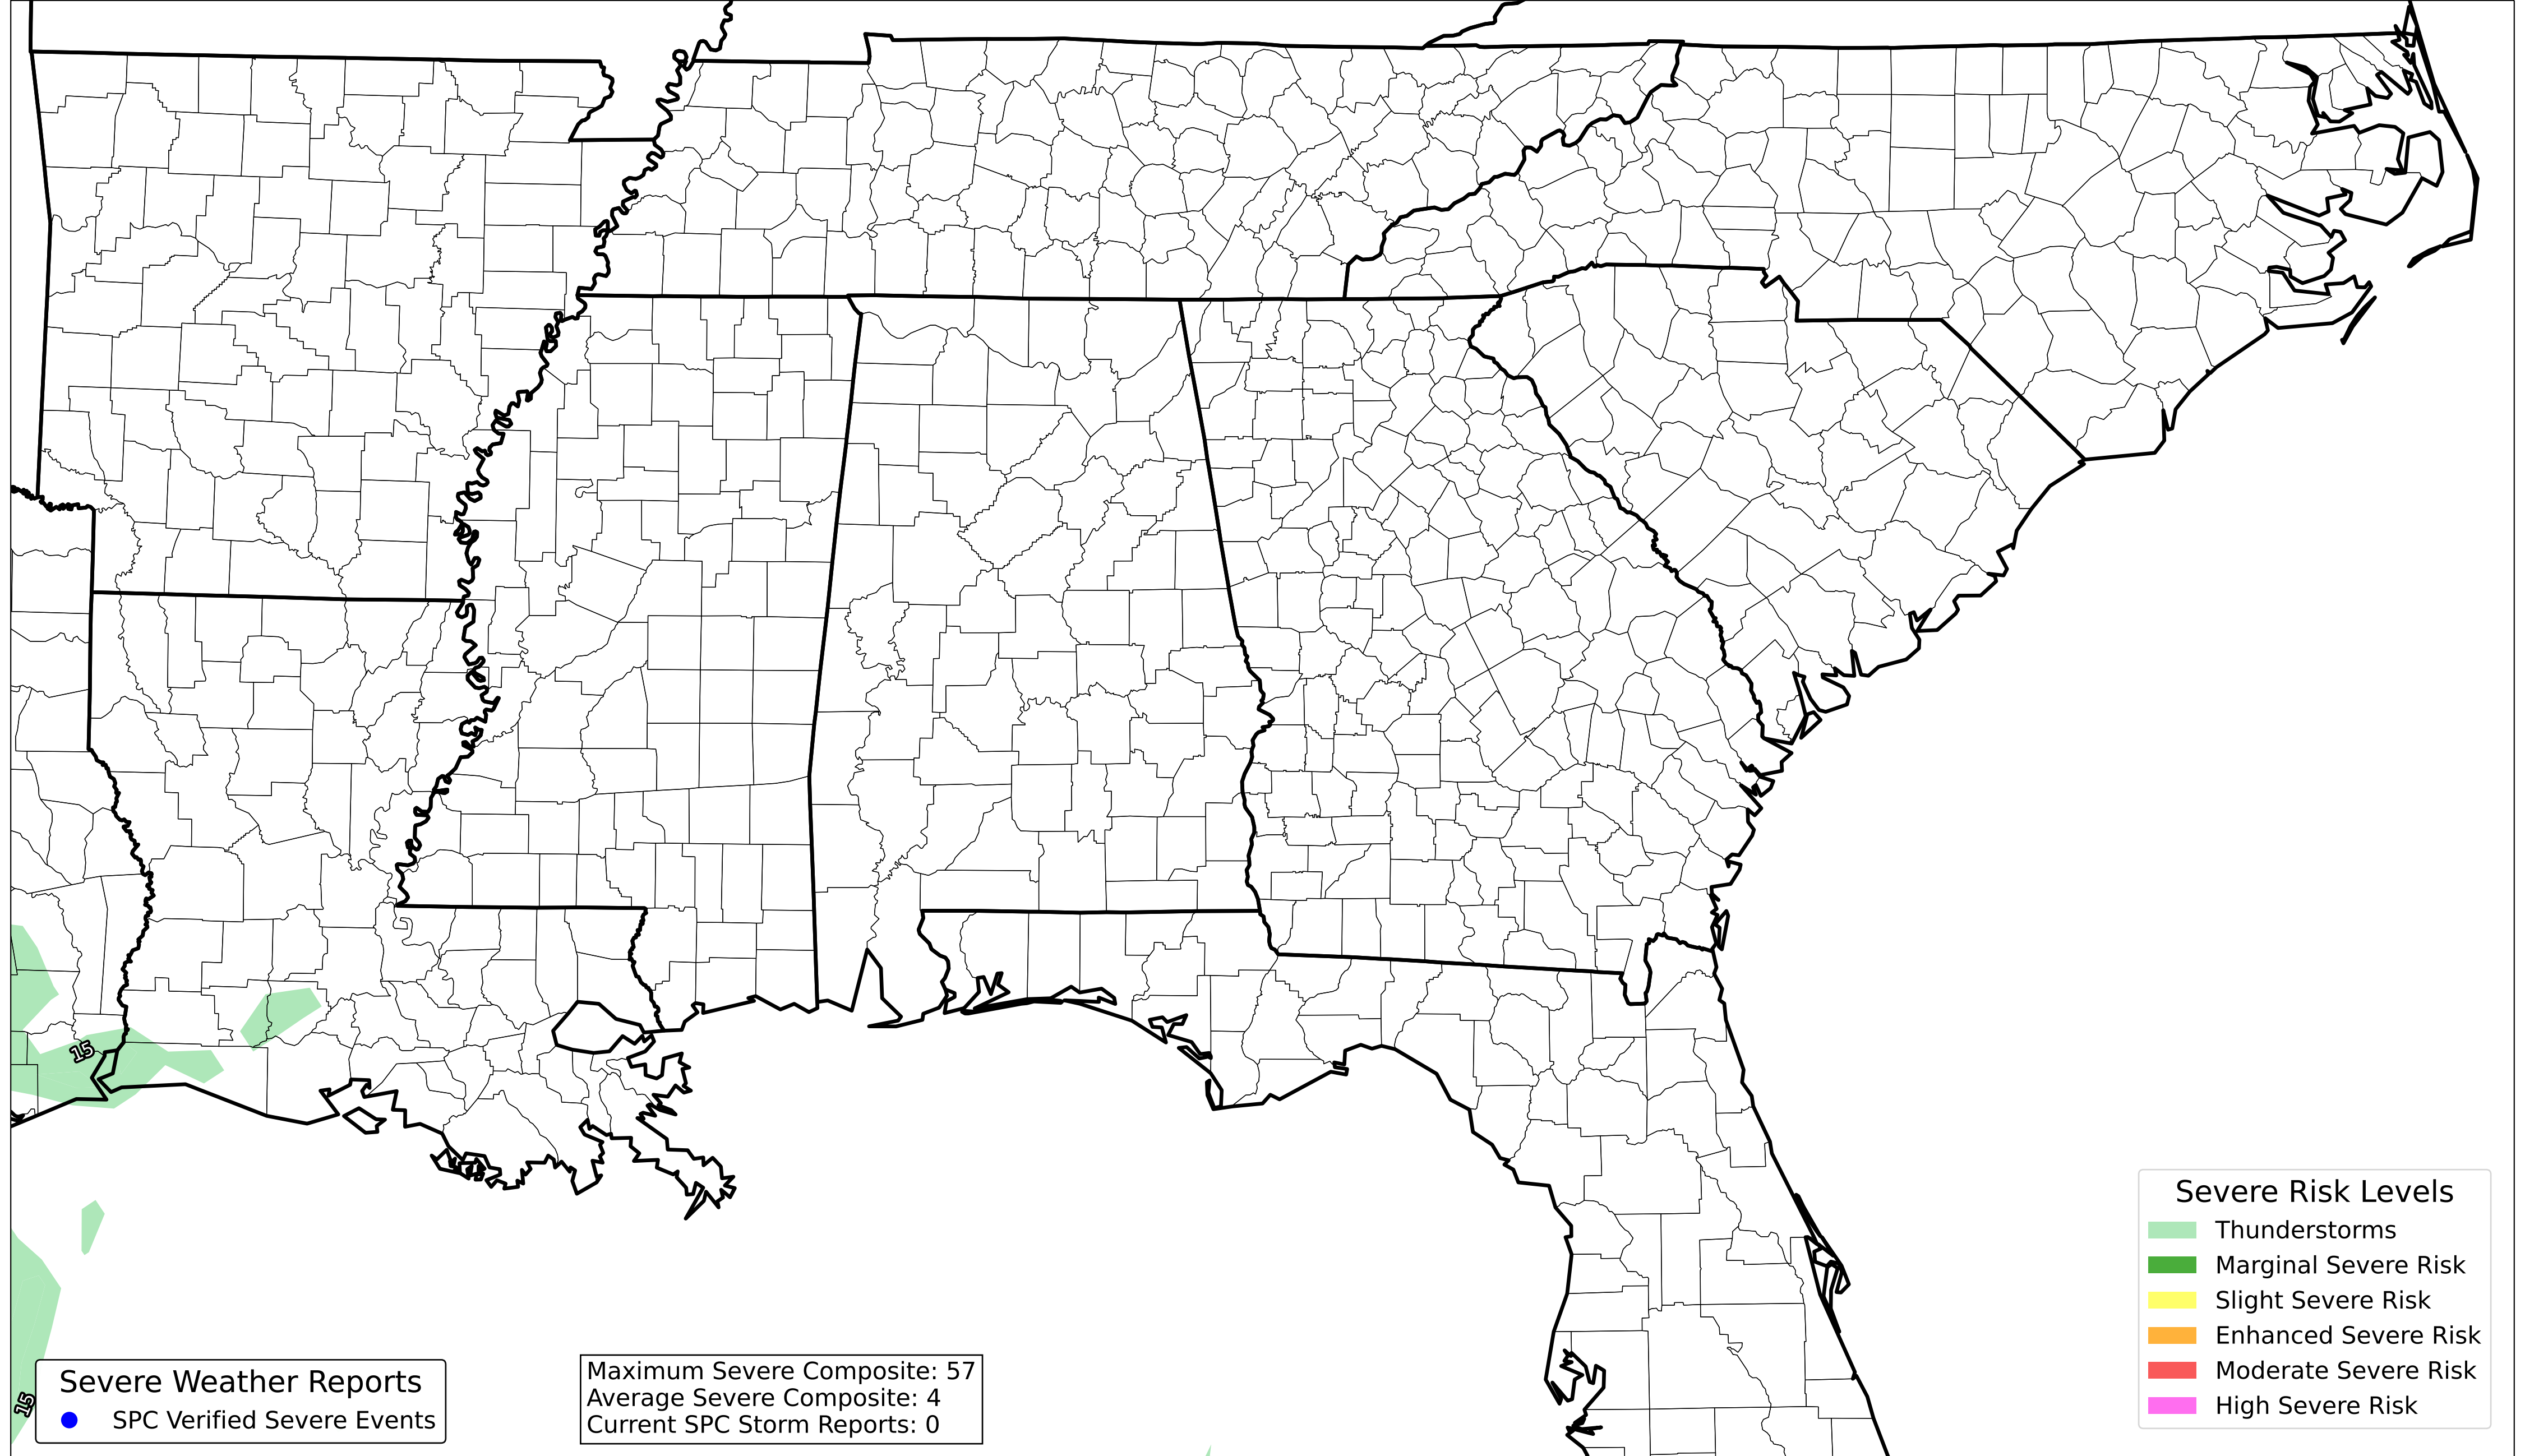 15
15
Severe Weather Reports
SPC Verified Severe Events
Maximum Severe Composite: 57
Average Severe Composite: 4
Current SPC Storm Reports: 0
Severe Risk Levels
Thunderstorms
Marginal Severe Risk
Slight Severe Risk
Enhanced Severe Risk
Moderate Severe Risk
High Severe Risk